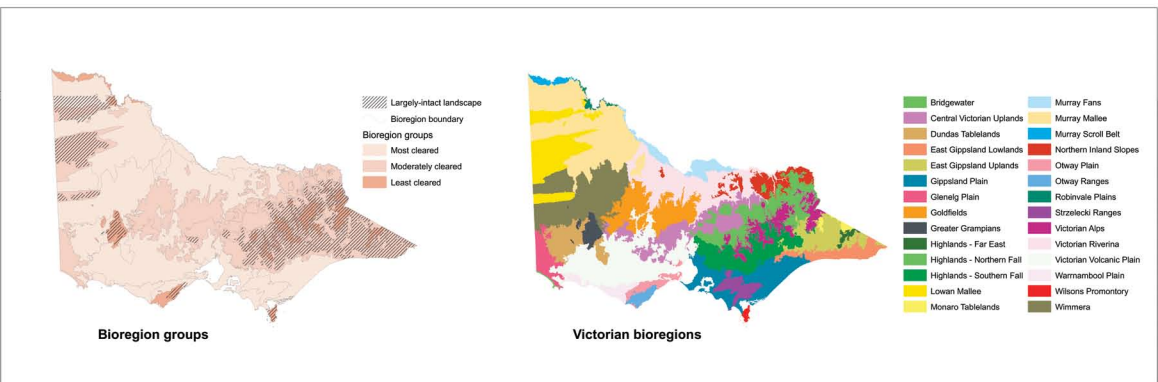 Largely-intact landscape
Bioregion boundary
Bioregion groups
Most cleared
Moderately cleared
Least cleared
Bioregion groups
Bridgewater
Central Victorian Uplands
Dundas Tablelands
East Gippsland Lowlands
East Gippsland Uplands
Gippsland Plain
Glenelg Plain
Goldfields
Greater Grampians
Highlands - Far East
Highlands - Northern Fall
Highlands - Southern Fall
Lowan Mallee
Monaro Tablelands
Murray Fans
Murray Mallee
Murray Scroll Belt
Northern Inland Slopes
Otway Plain
Otway Ranges
Robinvale Plains
Strzelecki Ranges
Victorian Alps
Victorian Riverina
Victorian Volcanic Plain
Warrnambool Plain
Wilsons Promontory
Wimmera
Victorian bioregions